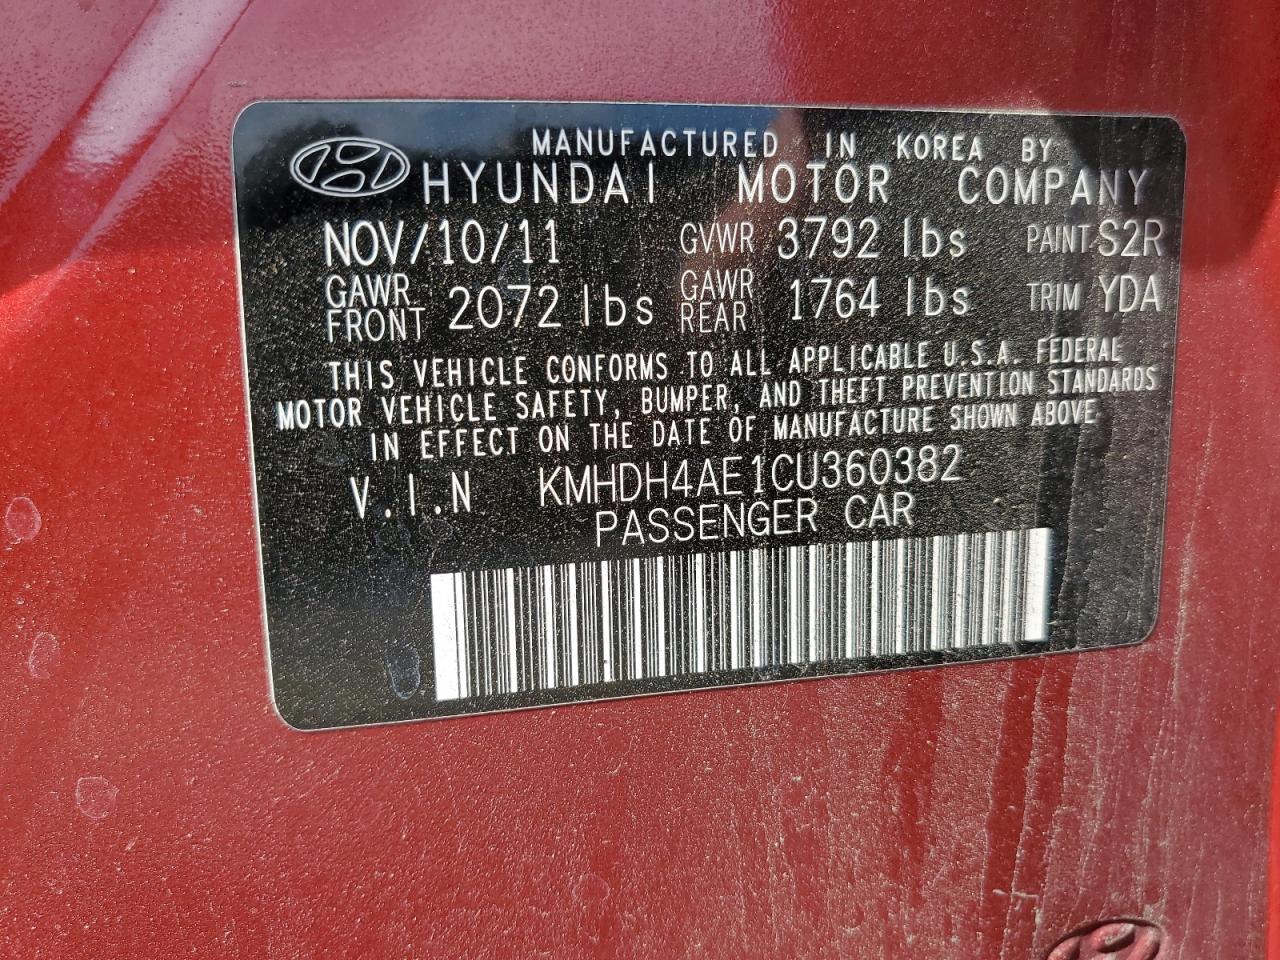 MANUFACTURED IN KOREA BY
HYUNDAI MOTOR COMPANY
NOV/10/11 GVWR 3792 lbs PAINT S2R
GAWR FRONT 2072 lbs GAWR REAR 1764 lbs TRIM YDA
THIS VEHICLE CONFORMS TO ALL APPLICABLE U.S.A. FEDERAL
MOTOR VEHICLE SAFETY, BUMPER, AND THEFT PREVENTION STANDARDS
IN EFFECT ON THE DATE OF MANUFACTURE SHOWN ABOVE
V.I.N KMHDH4AE1CU360382
PASSENGER CAR